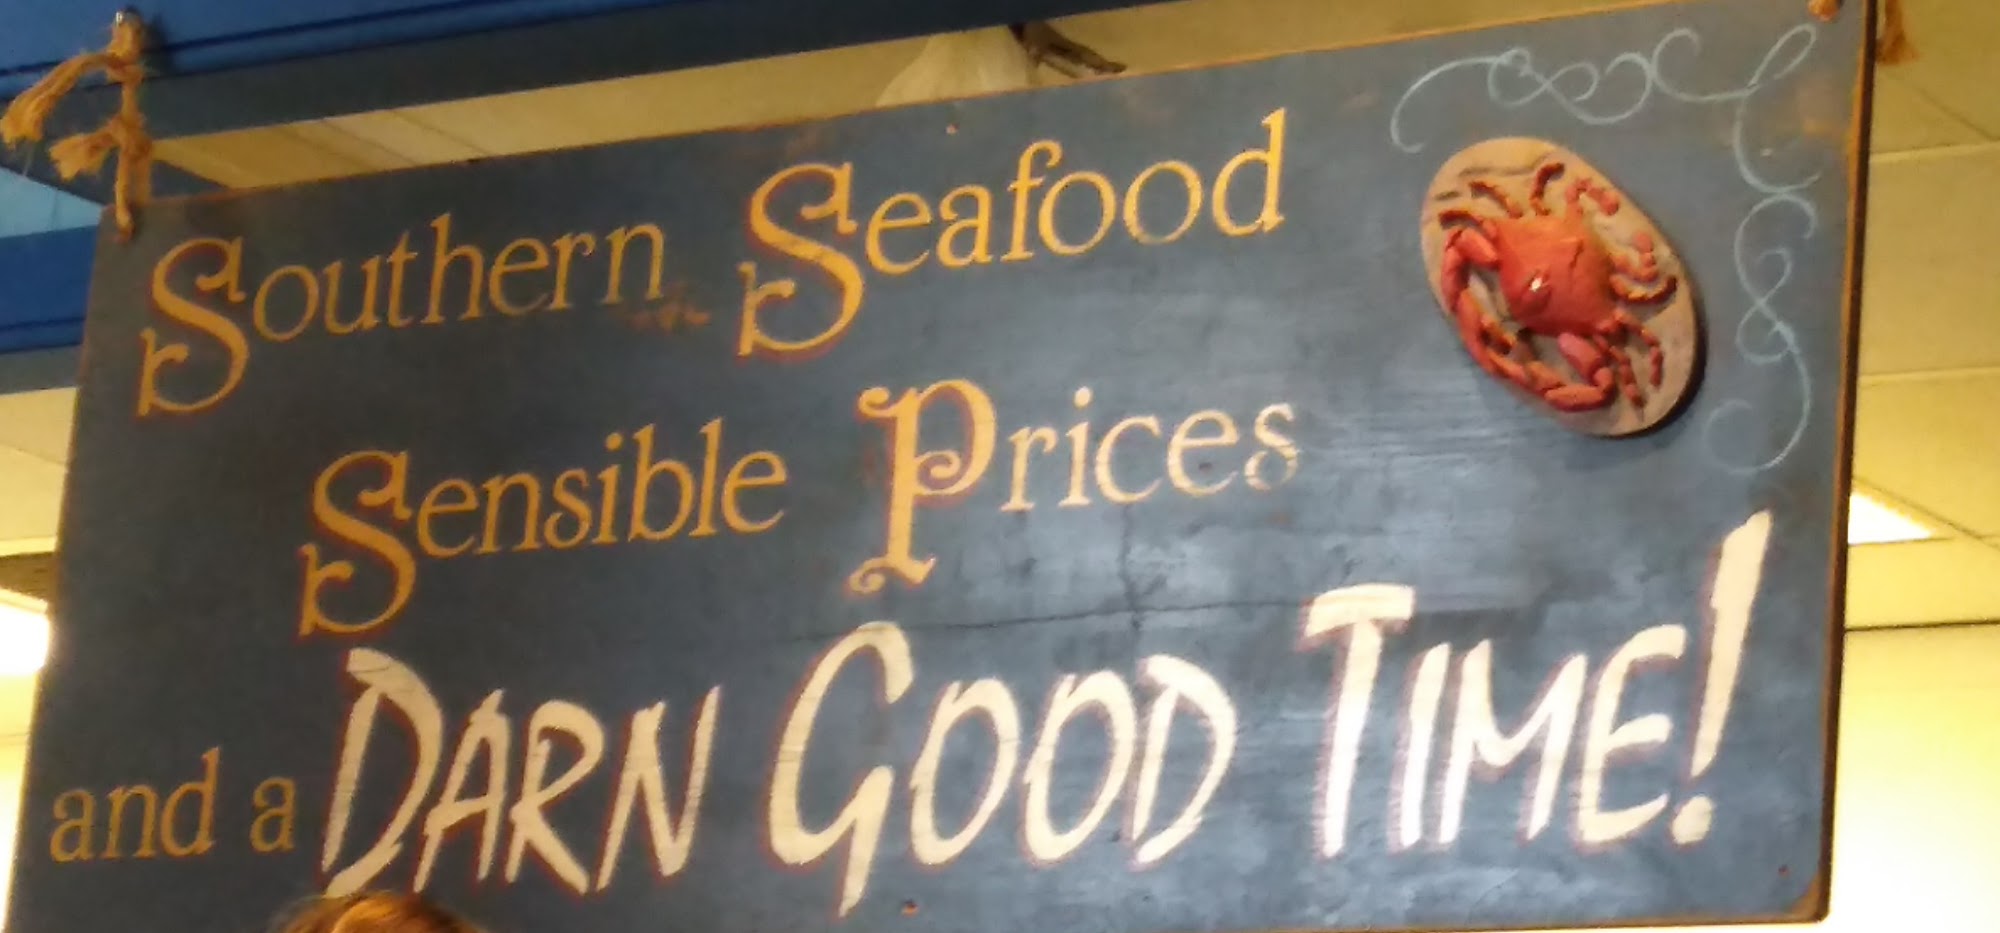 Southern Seafood
Sensible Prices
and a DARN GOOD TIME!